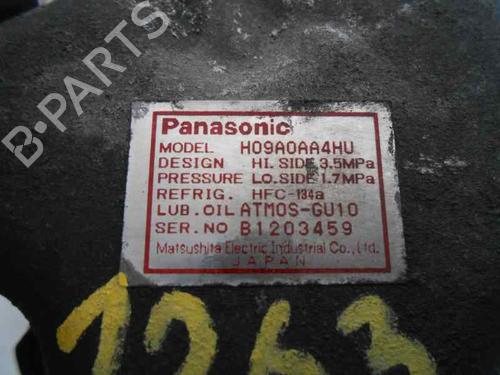 Panasonic
MODEL H09A0AA4HU
DESIGN HI.SIDE 3.5MPa
PRESSURE LO.SIDE 1.7MPa
REFRIG. HFC-134a
LUB. OIL ATMOS-GU10
SER. NO B1203459
Matsushita Electric Industrial Co., Ltd.
JAPAN
1263
B PARTS